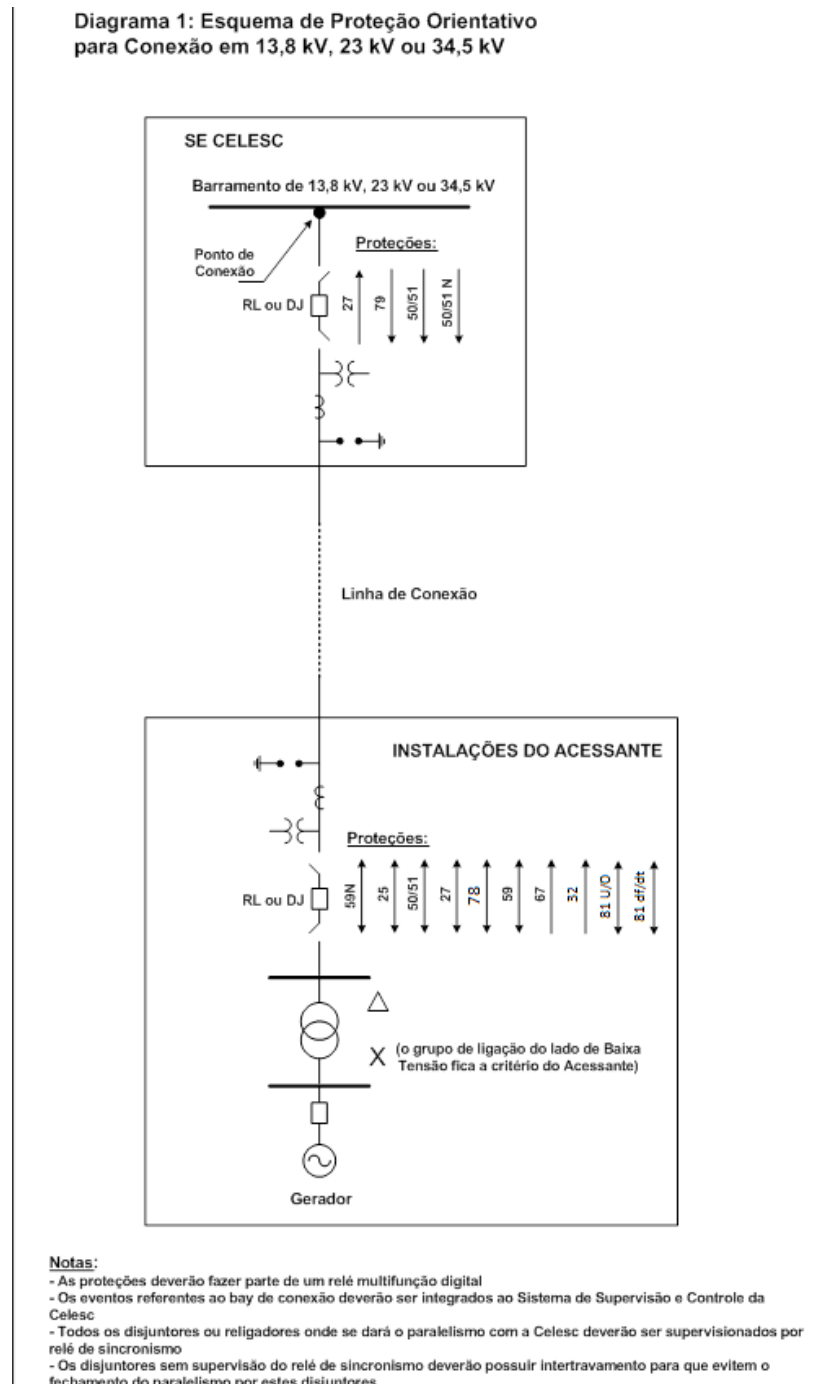 Diagrama 1: Esquema de Proteção Orientativo
para Conexão em 13,8 kV, 23 kV ou 34,5 kV
SE CELESC
Barramento de 13,8 kV, 23 kV ou 34,5 kV
Ponto de
Conexão
Proteções:
RL ou DJ
27
79
50/51
50/51 N
Linha de Conexão
INSTALAÇÕES DO ACESSANTE
Proteções:
RL ou DJ
59N
25
50/51
27
78
59
67
32
81 U/O
81 df/dt
X (o grupo de ligação do lado de Baixa
Tensão fica a critério do Acessante)
Gerador
Notas:
- As proteções deverão fazer parte de um relé multifunção digital
- Os eventos referentes ao bay de conexão deverão ser integrados ao Sistema de Supervisão e Controle da
Celesc
- Todos os disjuntores ou religadores onde se dará o paralelismo com a Celesc deverão ser supervisionados por
relé de sincronismo
- Os disjuntores sem supervisão do relé de sincronismo deverão possuir intertravamento para que evitem o
fechamento do paralelismo por estes disjuntores